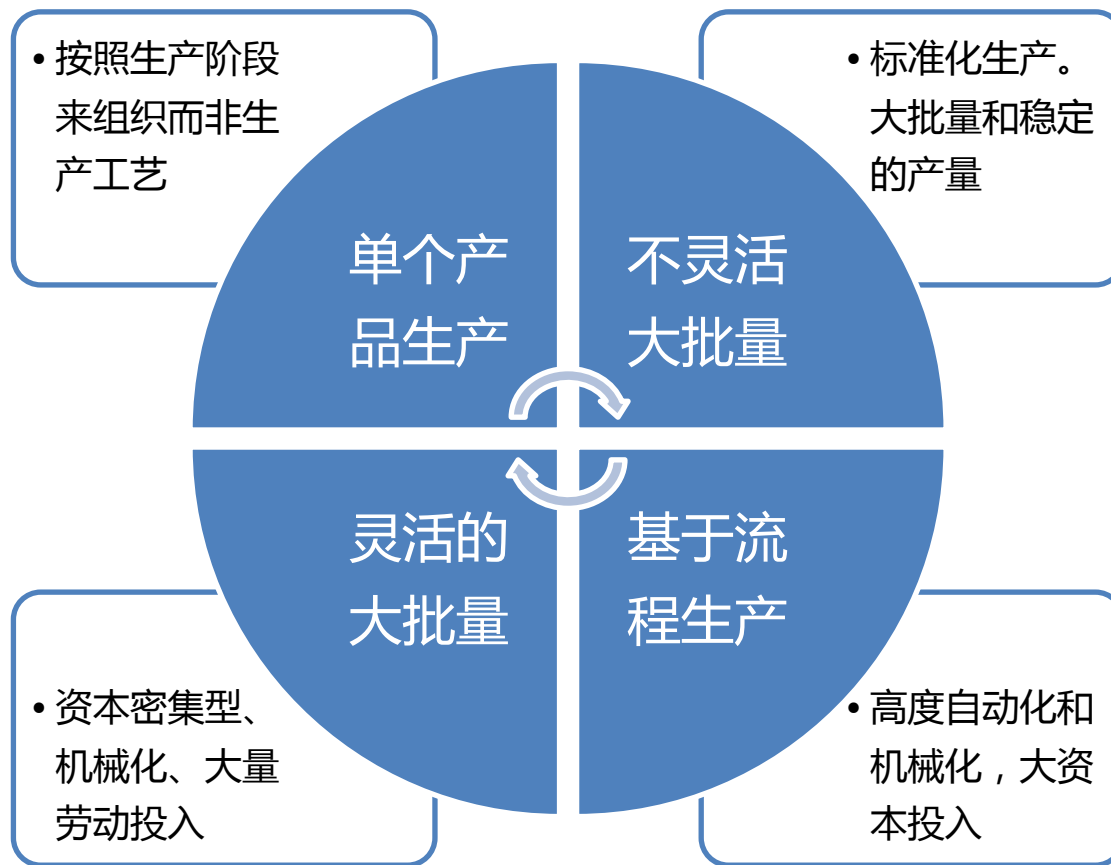 • 按照生产阶段
来组织而非生
产工艺
• 标准化生产。
大批量和稳定
的产量
单个产
品生产
不灵活
大批量
灵活的
大批量
基于流
程生产
• 资本密集型、
机械化、大量
劳动投入
• 高度自动化和
机械化，大资
本投入